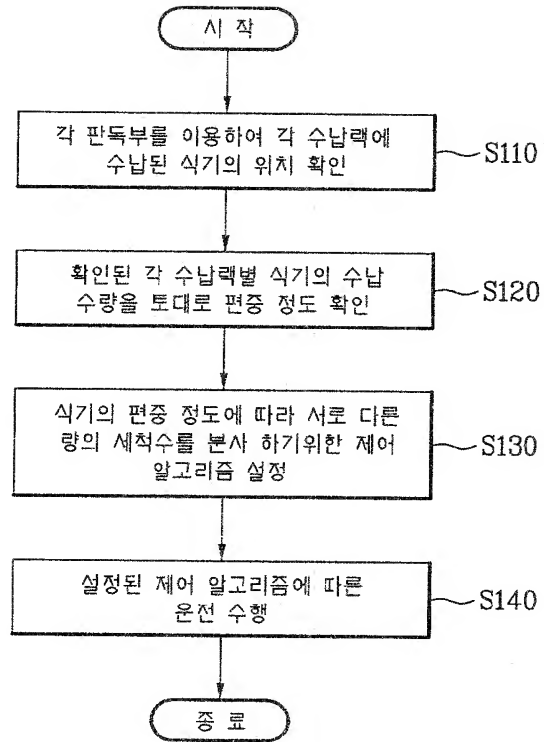 시 작
각 판독부를 이용하여 각 수납랙에
수납된 식기의 위치 확인
S110
확인된 각 수납랙별 식기의 수납
수량을 토대로 편중 정도 확인
S120
식기의 편중 정도에 따라 서로 다른
량의 세척수를 분사 하기위한 제어
알고리즘 설정
S130
설정된 제어 알고리즘에 따른
운전 수행
S140
종 료